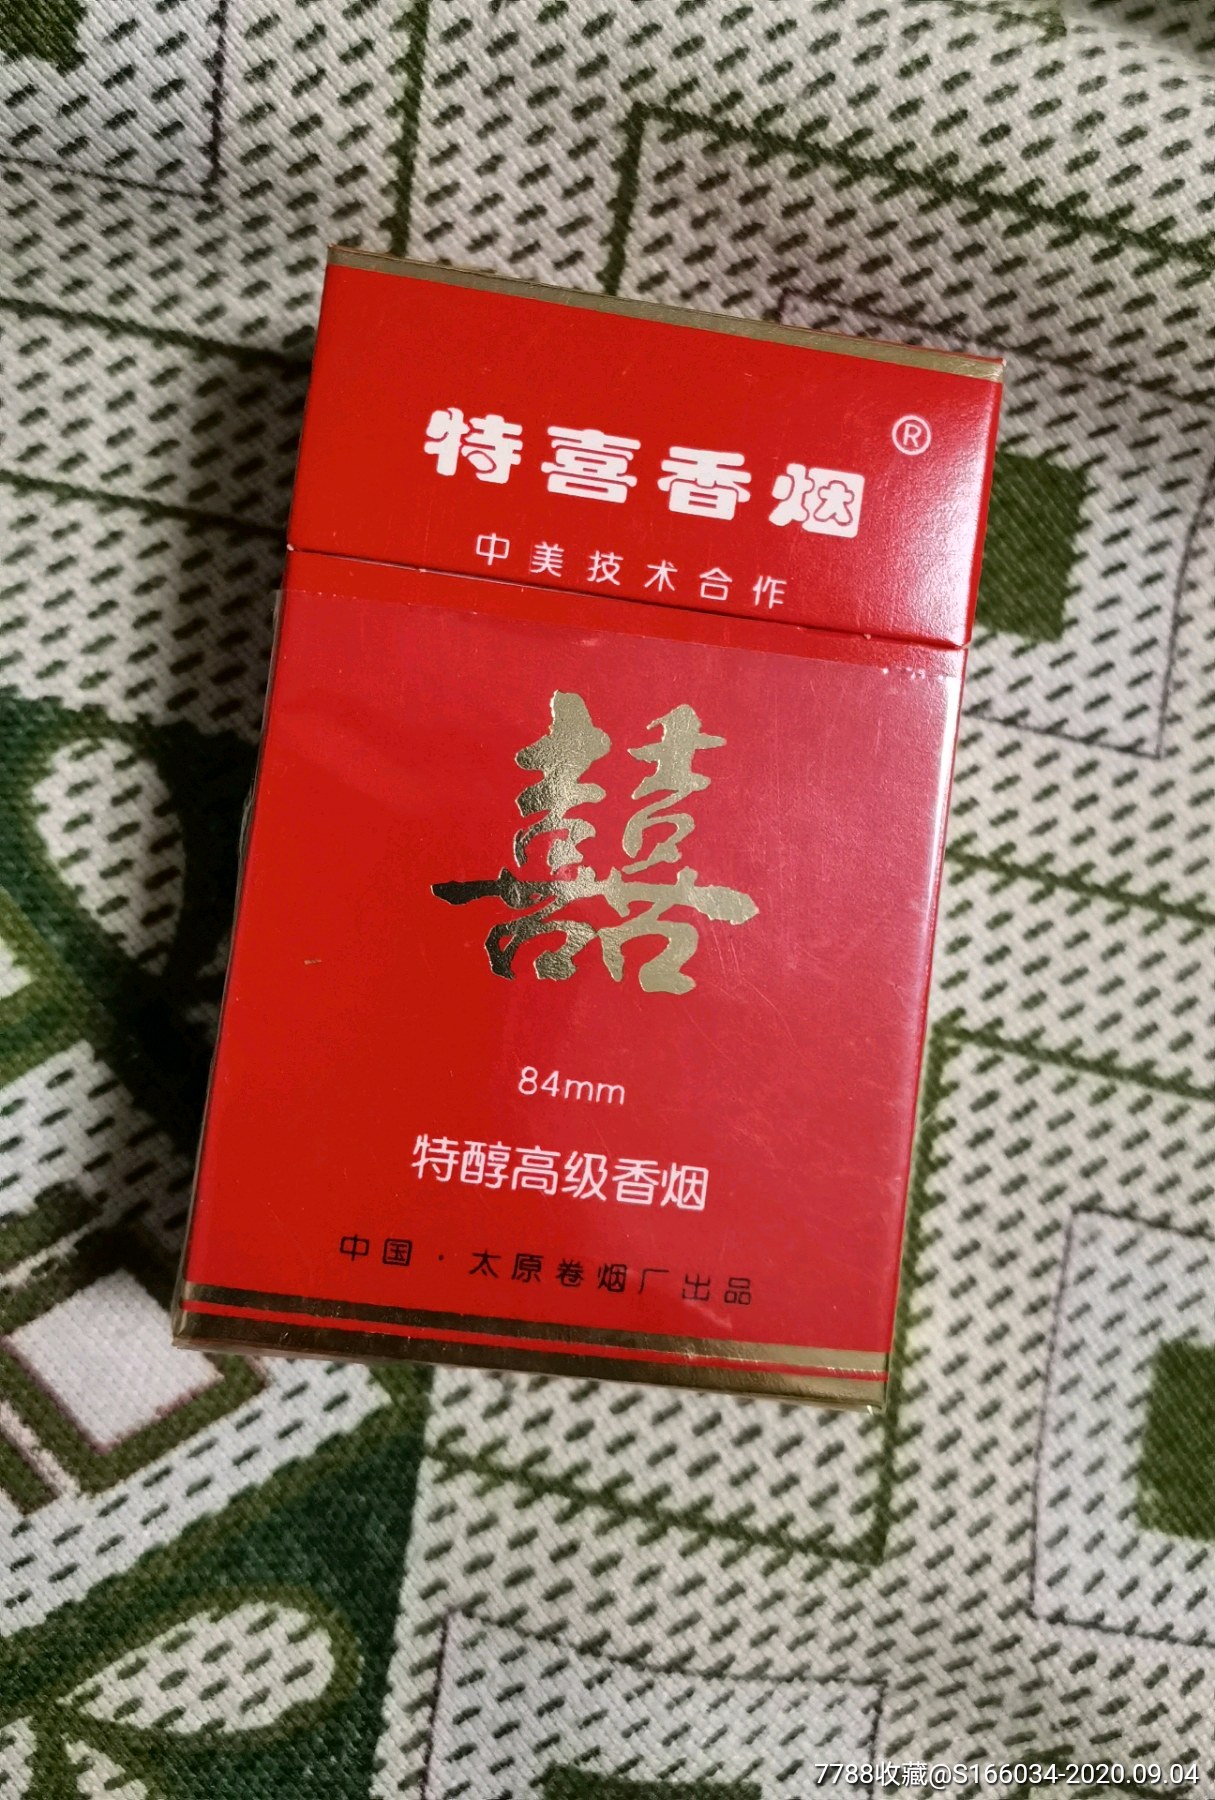 特喜香烟®
中美技术合作
囍
84mm
特醇高级香烟
中国·太原卷烟厂出品
7788收藏@S166034-2020.09.04